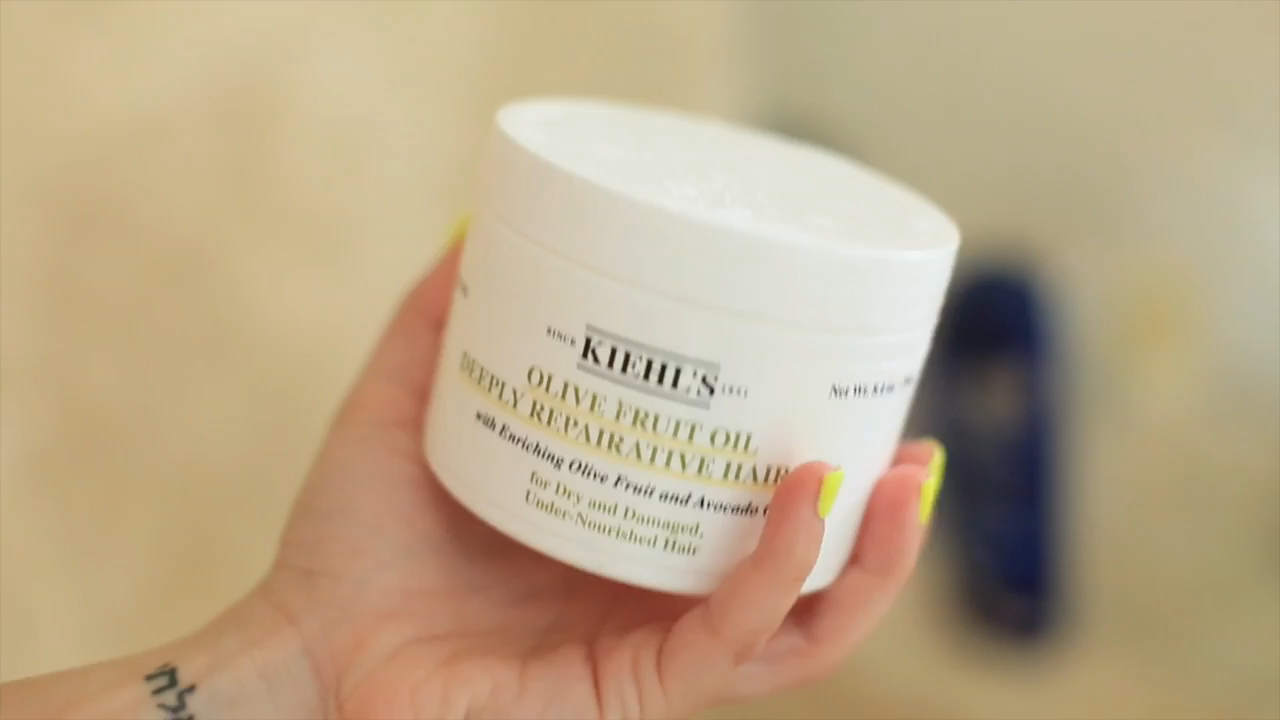 SINCE KIEHL'S 1851
OLIVE FRUIT OIL
DEEPLY REPAIRATIVE HAIR
with Enriching Olive Fruit and Avocado
for Dry and Damaged,
Under-Nourished Hair
Net Wt.